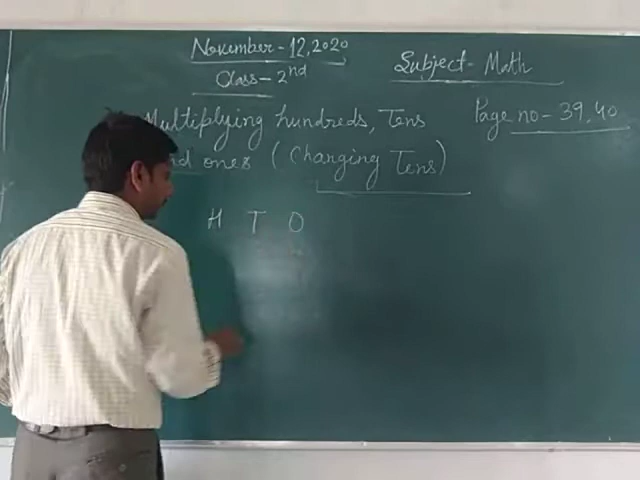 November - 12, 2020
Class - 2nd
Subject - Math
Page no - 39, 40
Multiplying hundreds, Tens
and ones (Changing Tens)
H T O